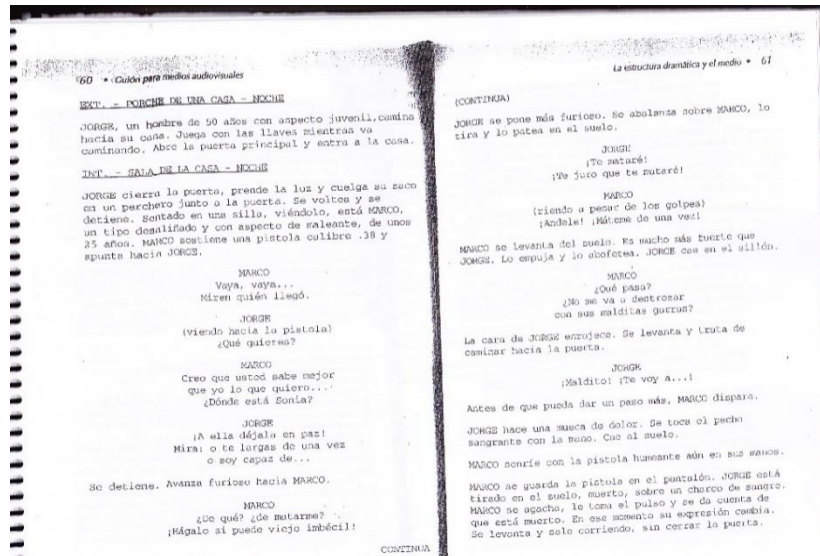 60 • Guión para medios audiovisuales
EXT. - PORCHE DE UNA CASA - NOCHE
JORGE, un hombre de 50 años con aspecto juvenil, camina
hacia su casa. Juega con las llaves mientras va
caminando. Abre la puerta principal y entra a la casa.
INT. - SALA DE LA CASA - NOCHE
JORGE cierra la puerta, prende la luz y cuelga su saco
en un perchero junto a la puerta. Se voltea y se
detiene. Sentado en una silla, viéndolo, está MARCO,
un tipo desaliñado y con aspecto de maleante, de unos
25 años. MARCO sostiene una pistola calibre .38 y
apunta hacia JORGE.
MARCO
Vaya, vaya...
Miren quién llegó.
JORGE
(viendo hacia la pistola)
¿Qué quieres?
MARCO
Creo que usted sabe mejor
que yo lo que quiero....
¿Dónde está Sonia?
JORGE
¡A ella déjala en paz!
Mira: o te largas de una vez
o soy capaz de...
Se detiene. Avanza furioso hacia MARCO.
MARCO
¿De qué? ¿de matarme?
¡Hágalo si puede viejo imbécil!
CONTINUA
La estructura dramática y el medio • 61
(CONTINUA)
JORGE se pone más furioso. Se abalanza sobre MARCO, lo
tira y lo patea en el suelo.
JORGE
¡Te mataré!
¡Te juro que te mataré!
MARCO
(riendo a pesar de los golpes)
¡Andele! ¡Máteme de una vez!
MARCO se levanta del suelo. Es mucho más fuerte que
JORGE. Lo empuja y lo abofetea. JORGE cae en el sillón.
MARCO
¿Qué pasa?
¿No me va a destrozar
con sus malditas garras?
La cara de JORGE enrojece. Se levanta y trata de
caminar hacia la puerta.
JORGE
¡Maldito! ¡Te voy a...!
Antes de que pueda dar un paso más, MARCO dispara.
JORGE hace una mueca de dolor. Se toca el pecho
sangrante con la mano. Cae al suelo.
MARCO sonríe con la pistola humeante aún en sus manos.
MARCO se guarda la pistola en el pantalón. JORGE está
tirado en el suelo, muerto, sobre un charco de sangre.
MARCO se agacha, le toma el pulso y se da cuenta de
que está muerto. En ese momento su expresión cambia.
Se levanta y sale corriendo, sin cerrar la puerta.